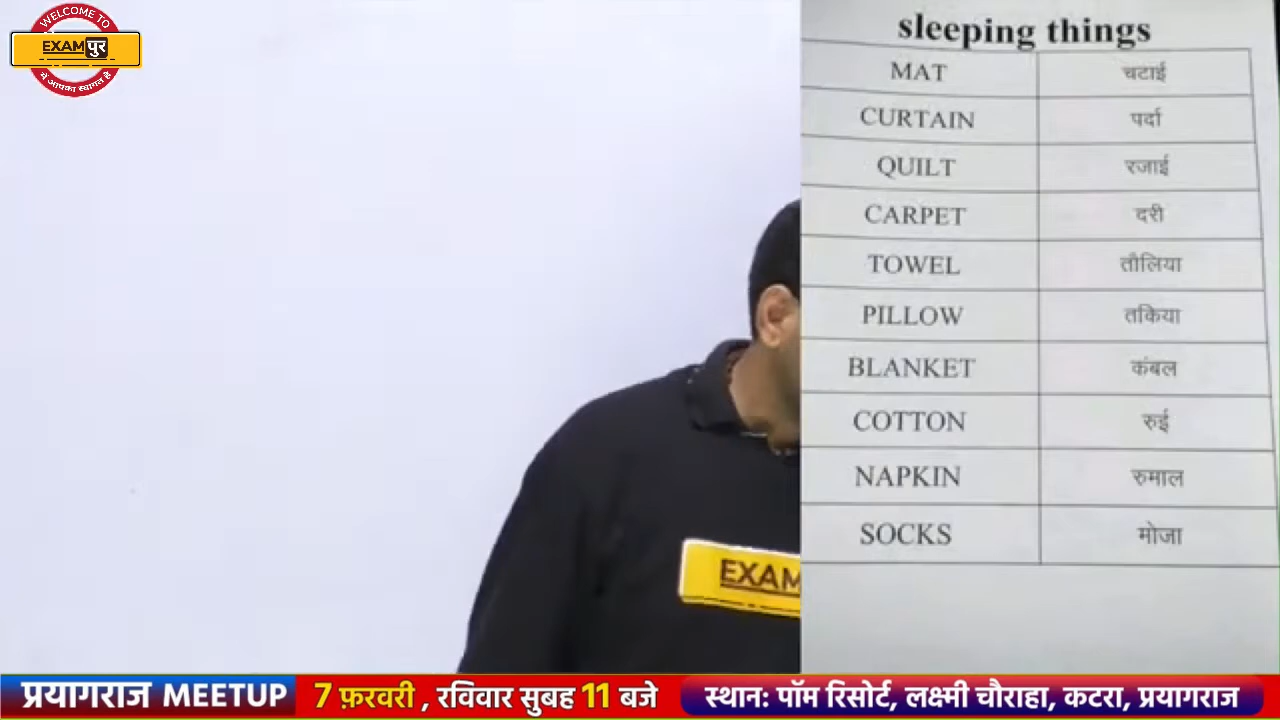 WELCOME TO
EXAMपुर
में आपका स्वागत है
sleeping things
MAT चटाई
CURTAIN पर्दा
QUILT रजाई
CARPET दरी
TOWEL तौलिया
PILLOW तकिया
BLANKET कंबल
COTTON रुई
NAPKIN रुमाल
SOCKS मोजा
EXAM
प्रयागराज MEETUP 7 फ़रवरी , रविवार सुबह 11 बजे स्थान: पॉम रिसोर्ट, लक्ष्मी चौराहा, कटरा, प्रयागराज